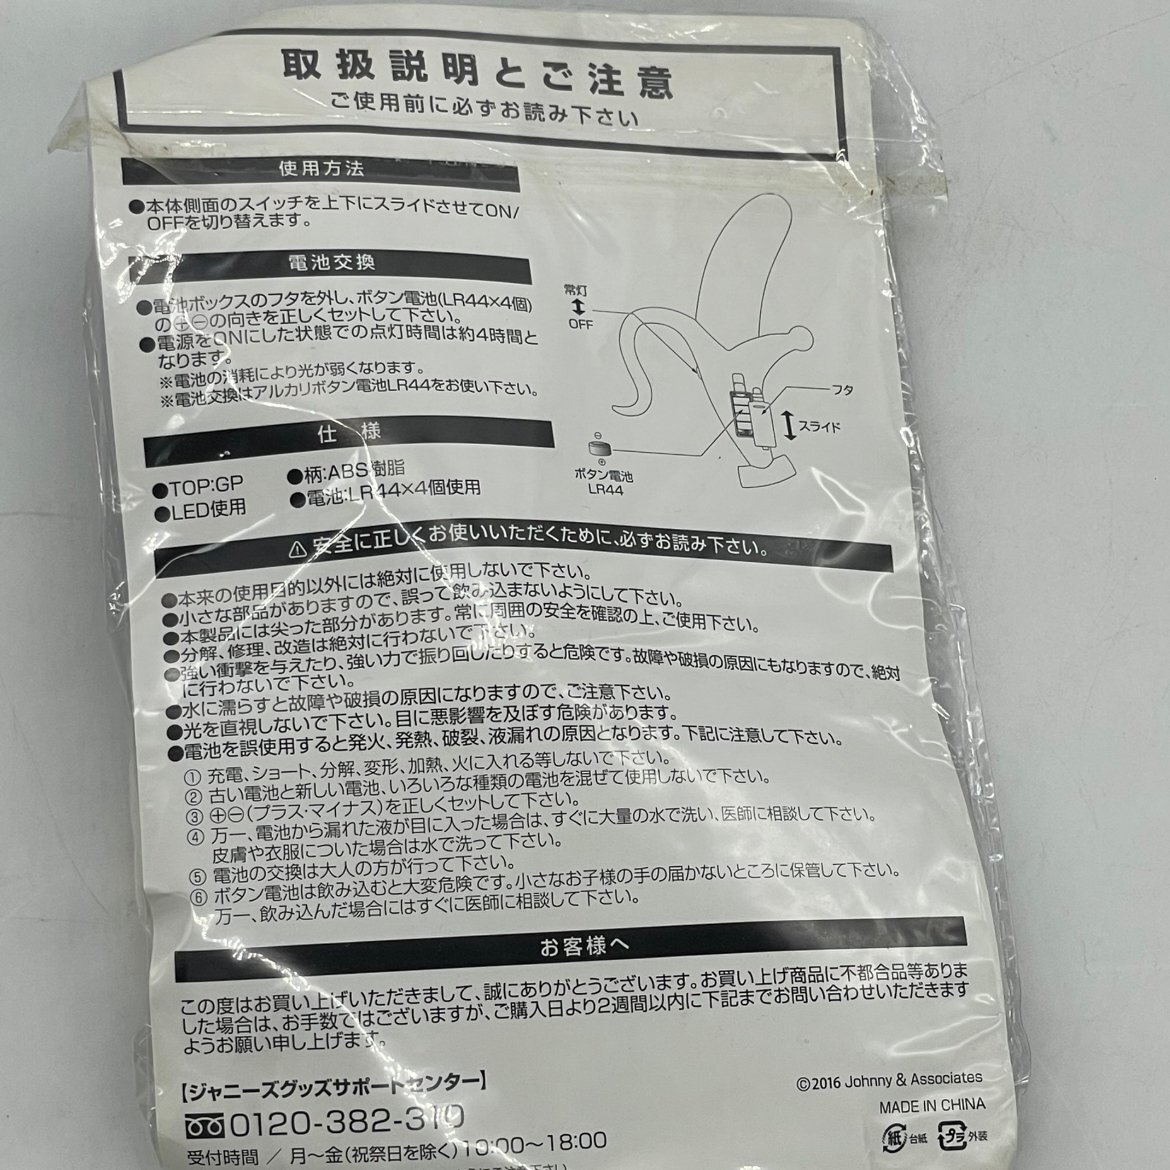 取扱説明とご注意
ご使用前に必ずお読み下さい
使用方法
●本体側面のスイッチを上下にスライドさせてON/
OFFを切り替えます。
電池交換
●電池ボックスのフタを外し、ボタン電池(LR44×4個)
の⊕⊖の向きを正しくセットして下さい。
●電源をONにした状態での点灯時間は約4時間と
なります。
※電池の消耗により光が弱くなります。
※電池交換はアルカリボタン電池LR44をお使い下さい。
常灯
OFF
フタ
スライド
⊖
⊕
ボタン電池
LR44
仕 様
●TOP:GP ●柄:ABS樹脂
●LED使用 ●電池:LR44×4個使用
⚠安全に正しくお使いいただくために、必ずお読み下さい。
●本来の使用目的以外には絶対に使用しないで下さい。
●小さな部品がありますので、誤って飲み込まないようにして下さい。
●本製品には尖った部分があります。常に周囲の安全を確認の上、ご使用下さい。
●分解、修理、改造は絶対に行わないで下さい。
●強い衝撃を与えたり、強い力で振り回したりすると危険です。故障や破損の原因にもなりますので、絶対
に行わないで下さい。
●水に濡らすと故障や破損の原因になりますので、ご注意下さい。
●光を直視しないで下さい。目に悪影響を及ぼす危険があります。
●電池を誤使用すると発火、発熱、破裂、液漏れの原因となります。下記に注意して下さい。
① 充電、ショート、分解、変形、加熱、火に入れる等しないで下さい。
② 古い電池と新しい電池、いろいろな種類の電池を混ぜて使用しないで下さい。
③ ⊕⊖(プラス・マイナス)を正しくセットして下さい。
④ 万一、電池から漏れた液が目に入った場合は、すぐに大量の水で洗い、医師に相談して下さい。
皮膚や衣服についた場合は水で洗って下さい。
⑤ 電池の交換は大人の方が行って下さい。
⑥ ボタン電池は飲み込むと大変危険です。小さなお子様の手の届かないところに保管して下さい。
万一、飲み込んだ場合にはすぐに医師に相談して下さい。
お客様へ
この度はお買い上げいただきまして、誠にありがとうございます。お買い上げ商品に不都合品等ありま
した場合は、お手数ではございますが、ご購入日より2週間以内に下記までお問い合わせいただきます
ようお願い申し上げます。
【ジャニーズグッズサポートセンター】
0120-382-310
受付時間 / 月〜金(祝祭日を除く)10:00〜18:00
©2016 Johnny & Associates
MADE IN CHINA
紙 台紙 プラ 外装